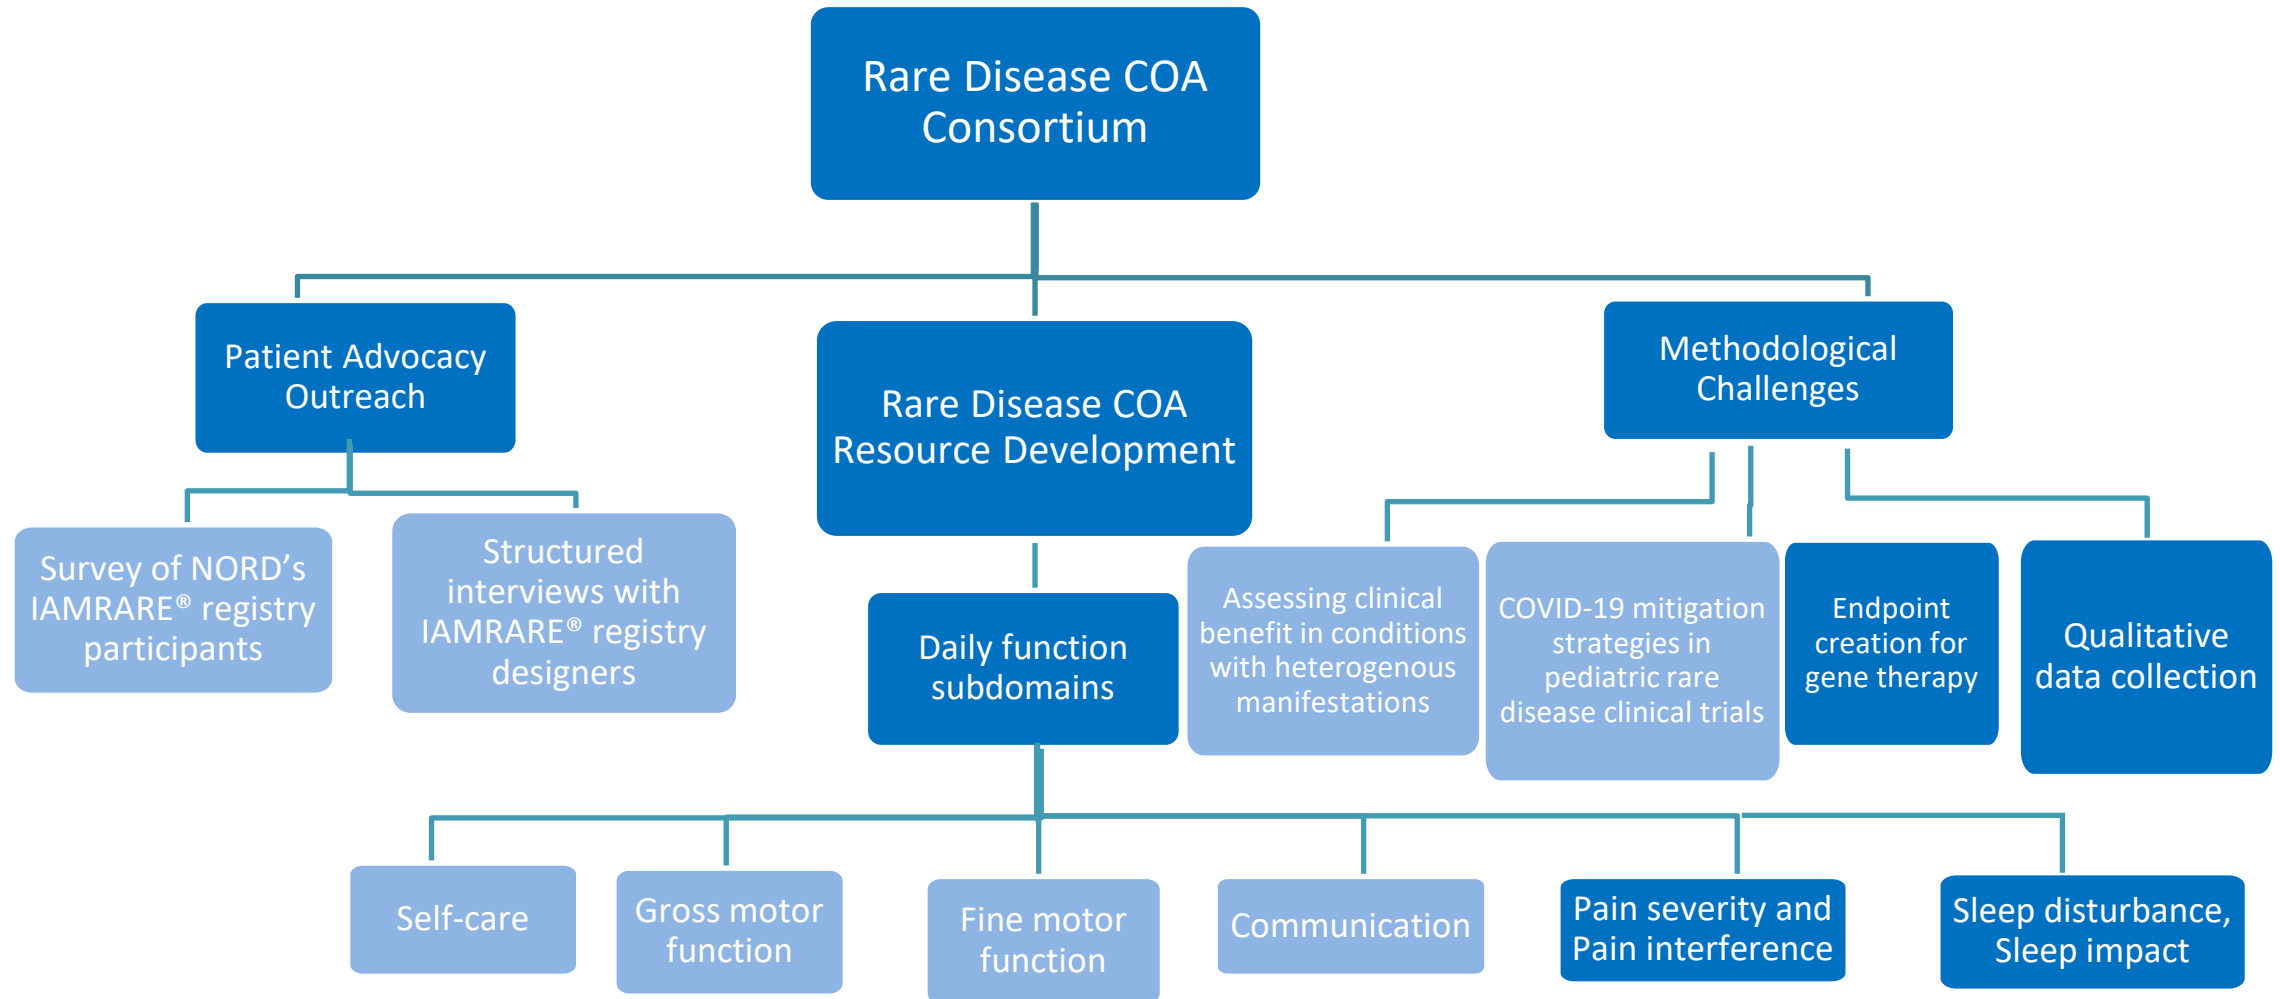 Rare Disease COA
Consortium
Patient Advocacy
Outreach
Rare Disease COA
Resource Development
Methodological
Challenges
Survey of NORD’s
IAMRARE® registry
participants
Structured
interviews with
IAMRARE® registry
designers
Daily function
subdomains
Assessing clinical
benefit in conditions
with heterogenous
manifestations
COVID-19 mitigation
strategies in
pediatric rare
disease clinical trials
Endpoint
creation for
gene therapy
Qualitative
data collection
Self-care
Gross motor
function
Fine motor
function
Communication
Pain severity and
Pain interference
Sleep disturbance,
Sleep impact